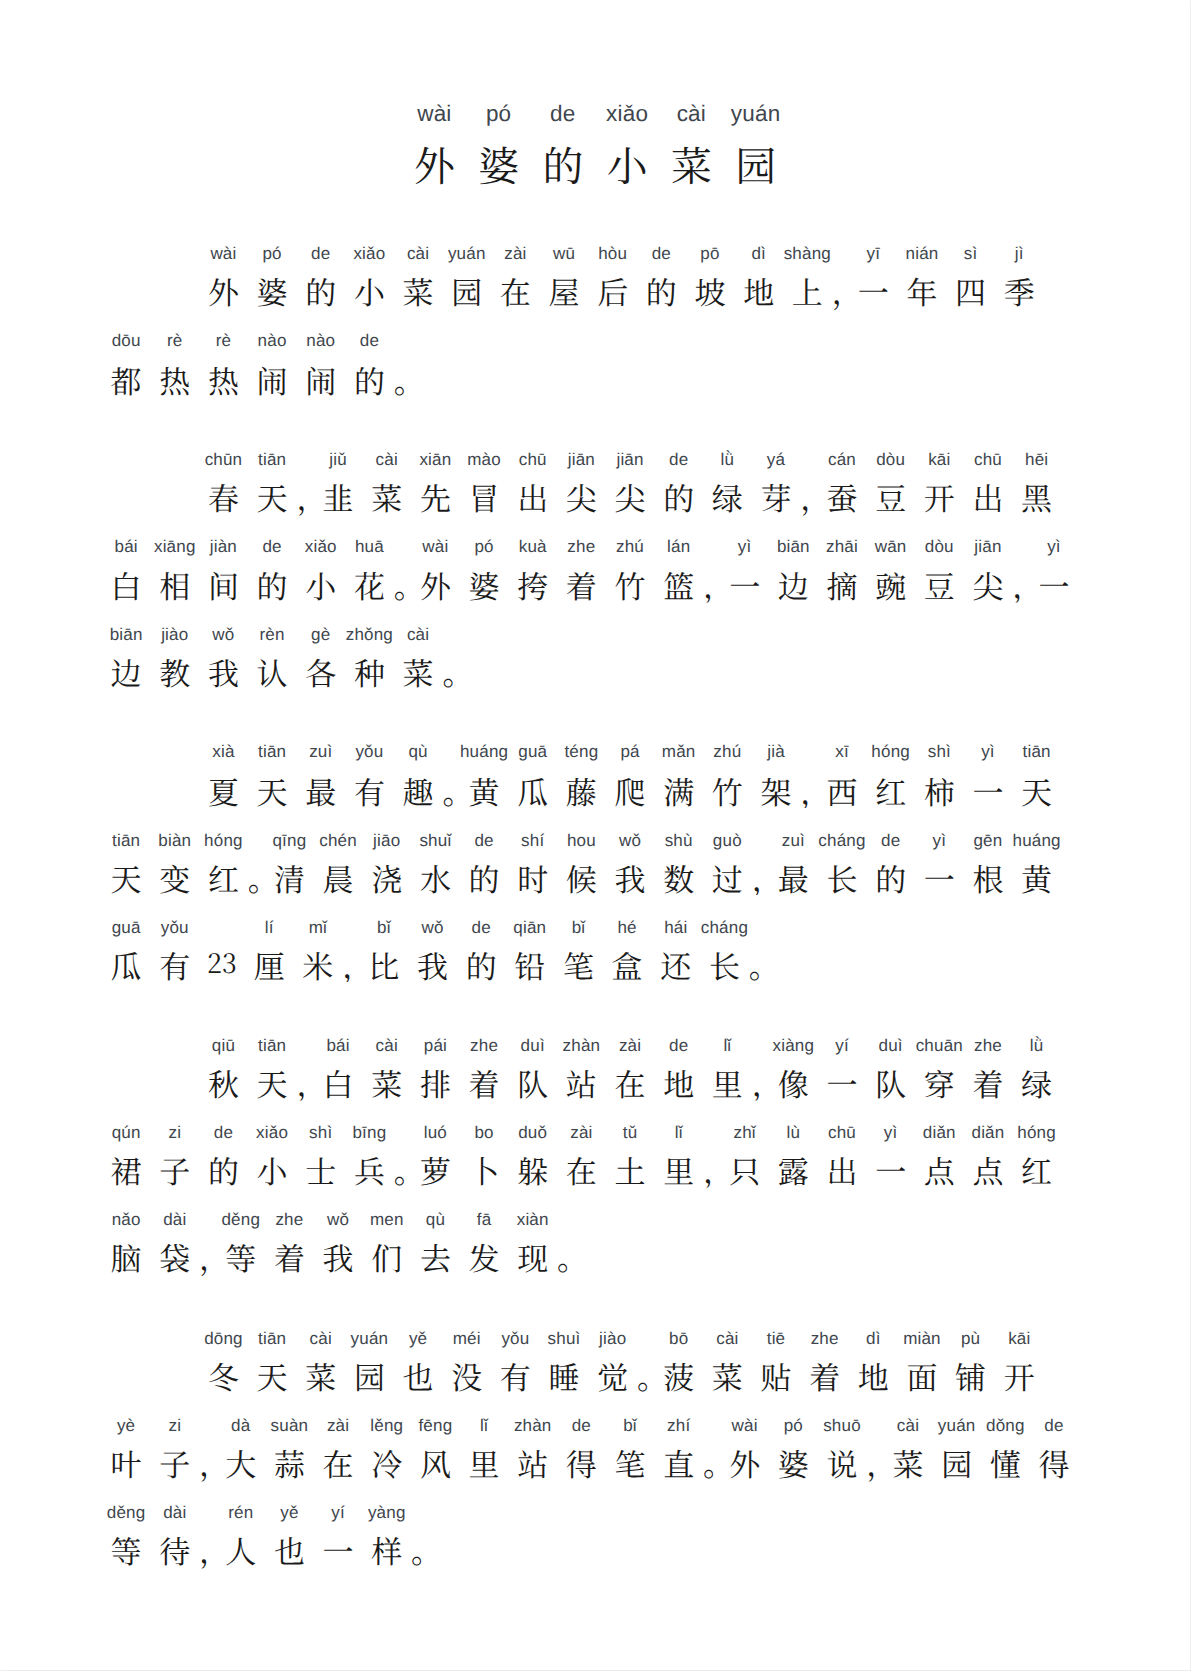 wài pó de xiǎo cài yuán
外婆的小菜园
wài pó de xiǎo cài yuán zài wū hòu de pō dì shàng yī nián sì jì
外婆的小菜园在屋后的坡地上，一年四季
dōu rè rè nào nào de
都热热闹闹的。
chūn tiān jiǔ cài xiān mào chū jiān jiān de lǜ yá cán dòu kāi chū hēi
春天，韭菜先冒出尖尖的绿芽，蚕豆开出黑
bái xiāng jiàn de xiǎo huā wài pó kuà zhe zhú lán yì biān zhāi wān dòu jiān yì
白相间的小花。外婆挎着竹篮，一边摘豌豆尖，一
biān jiào wǒ rèn gè zhǒng cài
边教我认各种菜。
xià tiān zuì yǒu qù huáng guā téng pá mǎn zhú jià xī hóng shì yì tiān
夏天最有趣。黄瓜藤爬满竹架，西红柿一天
tiān biàn hóng qīng chén jiāo shuǐ de shí hou wǒ shù guò zuì cháng de yì gēn huáng
天变红。清晨浇水的时候我数过，最长的一根黄
guā yǒu lí mǐ bǐ wǒ de qiān bǐ hé hái cháng
瓜有23厘米，比我的铅笔盒还长。
qiū tiān bái cài pái zhe duì zhàn zài de lǐ xiàng yí duì chuān zhe lǜ
秋天，白菜排着队站在地里，像一队穿着绿
qún zi de xiǎo shì bīng luó bo duǒ zài tǔ lǐ zhǐ lù chū yì diǎn diǎn hóng
裙子的小士兵。萝卜躲在土里，只露出一点点红
nǎo dài děng zhe wǒ men qù fā xiàn
脑袋，等着我们去发现。
dōng tiān cài yuán yě méi yǒu shuì jiào bō cài tiē zhe dì miàn pù kāi
冬天菜园也没有睡觉。菠菜贴着地面铺开
yè zi dà suàn zài lěng fēng lǐ zhàn de bǐ zhí wài pó shuō cài yuán dǒng de
叶子，大蒜在冷风里站得笔直。外婆说，菜园懂得
děng dài rén yě yí yàng
等待，人也一样。